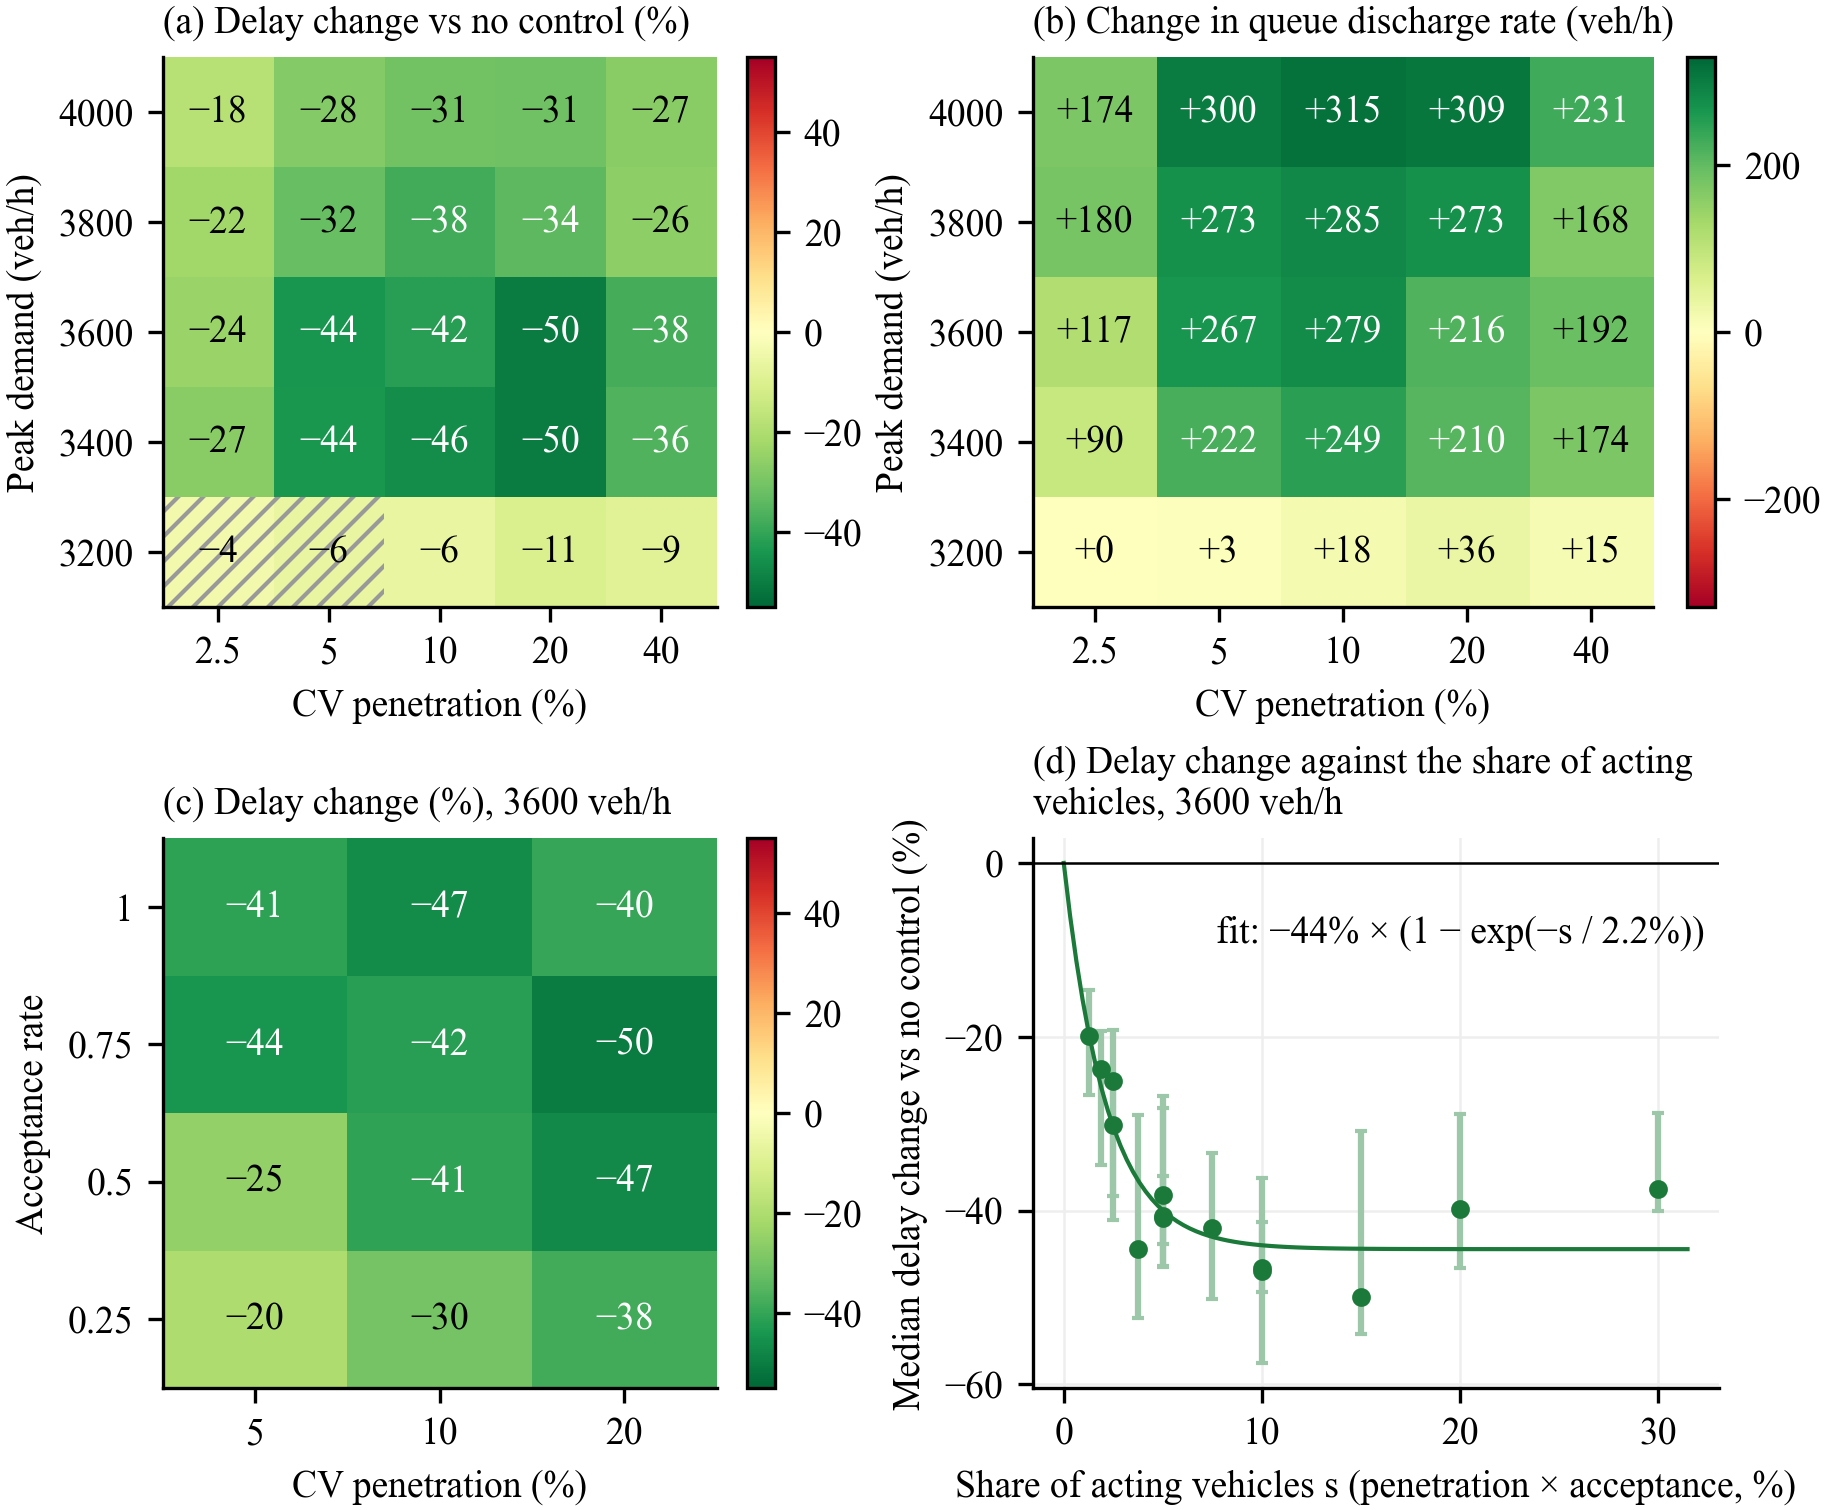 (a) Delay change vs no control (%)
Peak demand (veh/h)
4000
3800
3600
3400
3200
−18 −28 −31 −31 −27
−22 −32 −38 −34 −26
−24 −44 −42 −50 −38
−27 −44 −46 −50 −36
−4 −6 −6 −11 −9
2.5 5 10 20 40
CV penetration (%)
40
20
0
−20
−40
(b) Change in queue discharge rate (veh/h)
Peak demand (veh/h)
4000
3800
3600
3400
3200
+174 +300 +315 +309 +231
+180 +273 +285 +273 +168
+117 +267 +279 +216 +192
+90 +222 +249 +210 +174
+0 +3 +18 +36 +15
2.5 5 10 20 40
CV penetration (%)
200
0
−200
(c) Delay change (%), 3600 veh/h
Acceptance rate
1
0.75
0.5
0.25
−41 −47 −40
−44 −42 −50
−25 −41 −47
−20 −30 −38
5 10 20
CV penetration (%)
40
20
0
−20
−40
(d) Delay change against the share of acting
vehicles, 3600 veh/h
Median delay change vs no control (%)
0
−20
−40
−60
fit: −44% × (1 − exp(−s / 2.2%))
0 10 20 30
Share of acting vehicles s (penetration × acceptance, %)